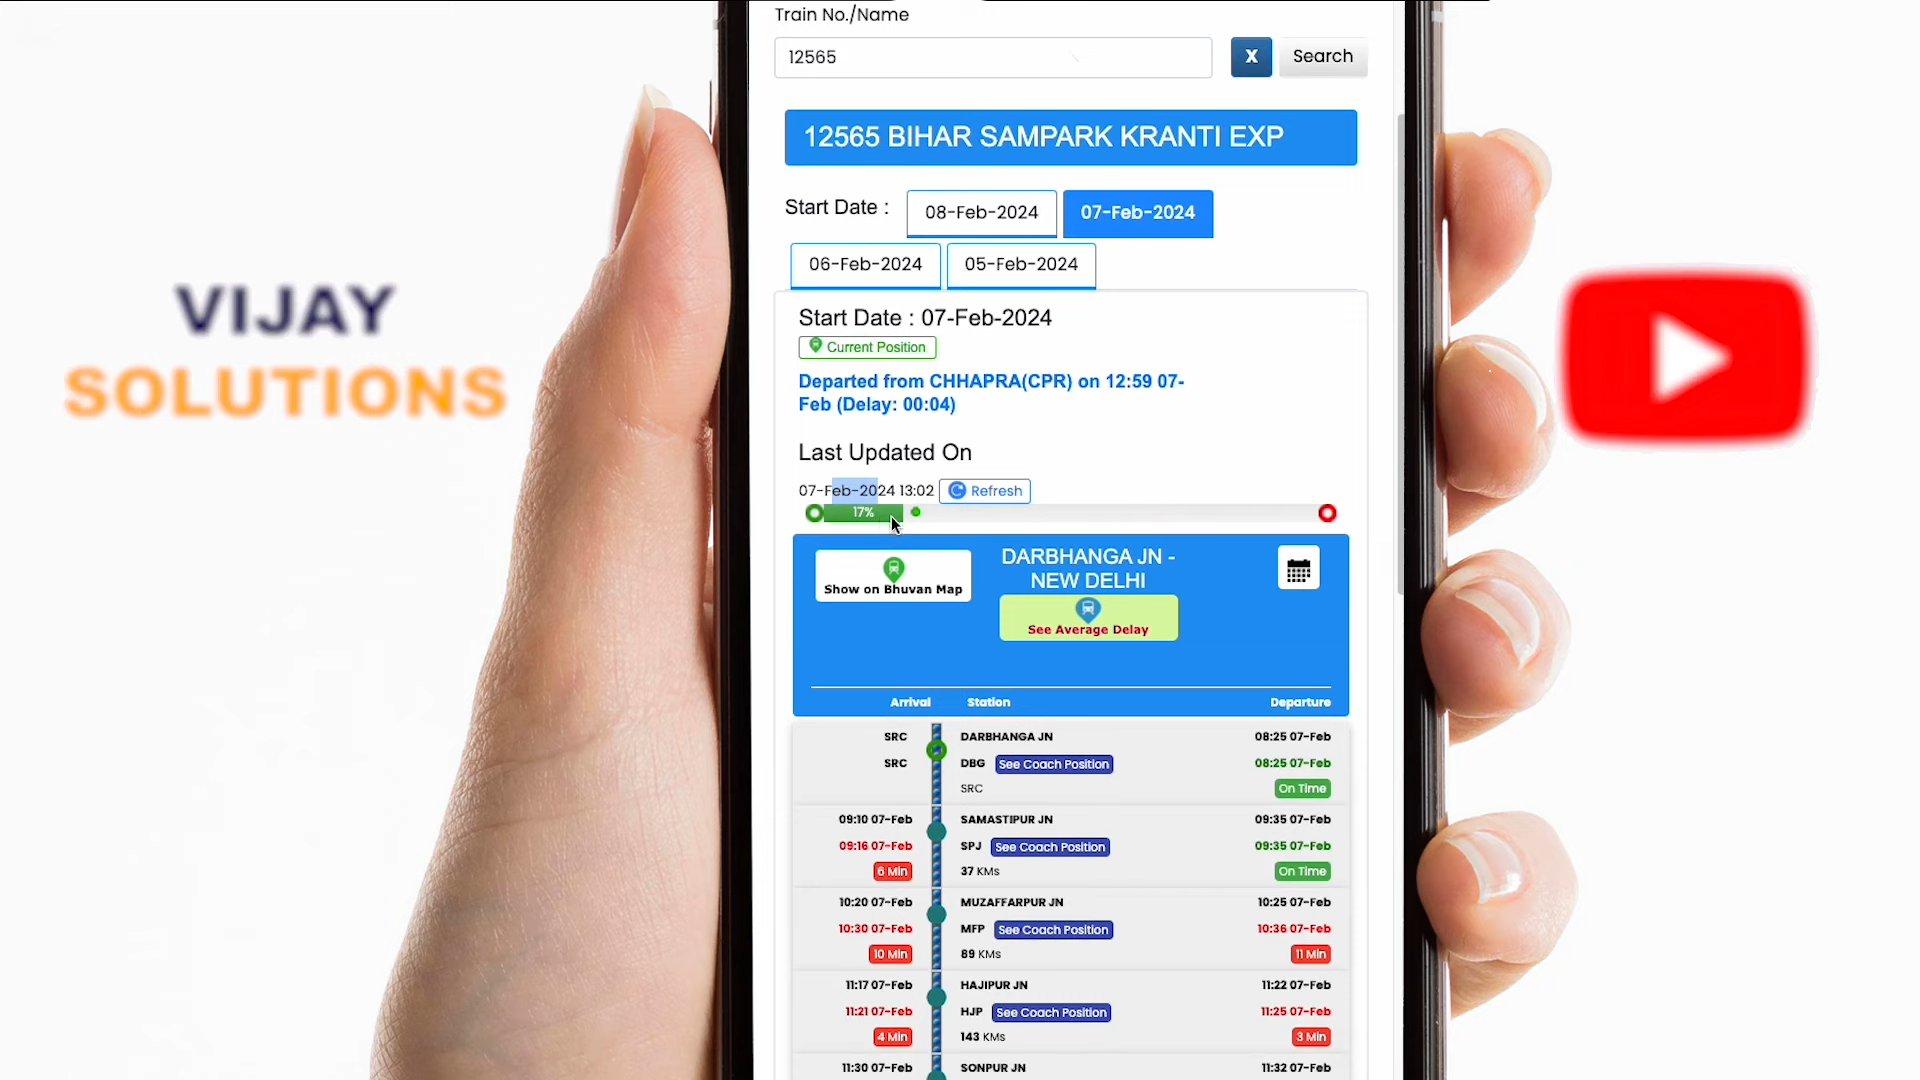 Train No./Name
12565
X
Search
12565 BIHAR SAMPARK KRANTI EXP
Start Date :
08-Feb-2024
07-Feb-2024
06-Feb-2024
05-Feb-2024
VIJAY
SOLUTIONS
Start Date : 07-Feb-2024
Current Position
Departed from CHHAPRA(CPR) on 12:59 07-
Feb (Delay: 00:04)
Last Updated On
07-Feb-2024 13:02
Refresh
17%
Show on Bhuvan Map
DARBHANGA JN -
NEW DELHI
See Average Delay
Arrival Station Departure
SRC DARBHANGA JN 08:25 07-Feb
SRC DBG See Coach Position 08:25 07-Feb
SRC On Time
09:10 07-Feb SAMASTIPUR JN 09:35 07-Feb
09:16 07-Feb SPJ See Coach Position 09:35 07-Feb
6 Min 37 KMs On Time
10:20 07-Feb MUZAFFARPUR JN 10:25 07-Feb
10:30 07-Feb MFP See Coach Position 10:36 07-Feb
10 Min 89 KMs 11 Min
11:17 07-Feb HAJIPUR JN 11:22 07-Feb
11:21 07-Feb HJP See Coach Position 11:25 07-Feb
4 Min 143 KMs 3 Min
11:30 07-Feb SONPUR JN 11:32 07-Feb